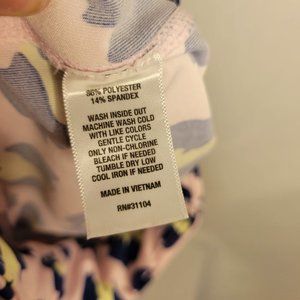 86% POLYESTER
14% SPANDEX
WASH INSIDE OUT
MACHINE WASH COLD
WITH LIKE COLORS
GENTLE CYCLE
ONLY NON-CHLORINE
BLEACH IF NEEDED
TUMBLE DRY LOW
COOL IRON IF NEEDED
MADE IN VIETNAM
RN#31104